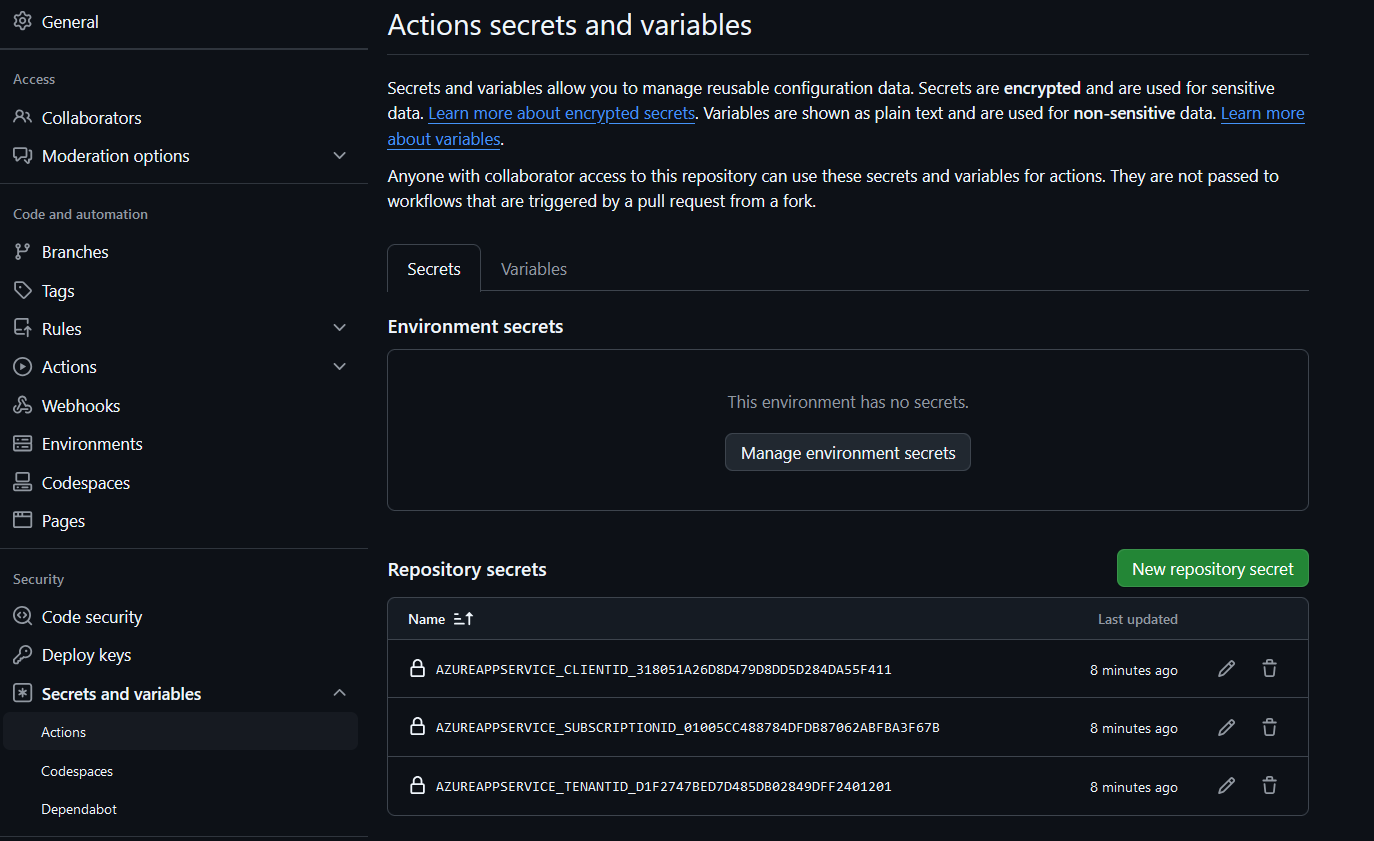 General
Access
Collaborators
Moderation options
Code and automation
Branches
Tags
Rules
Actions
Webhooks
Environments
Codespaces
Pages
Security
Code security
Deploy keys
Secrets and variables
Actions
Codespaces
Dependabot
Actions secrets and variables
Secrets and variables allow you to manage reusable configuration data. Secrets are encrypted and are used for sensitive
data. Learn more about encrypted secrets. Variables are shown as plain text and are used for non-sensitive data. Learn more
about variables.
Anyone with collaborator access to this repository can use these secrets and variables for actions. They are not passed to
workflows that are triggered by a pull request from a fork.
Secrets Variables
Environment secrets
This environment has no secrets.
Manage environment secrets
Repository secrets New repository secret
Name Last updated
AZUREAPPSERVICE_CLIENTID_318051A26D8D479D8DD5D284DA55F411 8 minutes ago
AZUREAPPSERVICE_SUBSCRIPTIONID_01005CC488784DFDB87062ABFBA3F67B 8 minutes ago
AZUREAPPSERVICE_TENANTID_D1F2747BED7D485DB02849DFF2401201 8 minutes ago